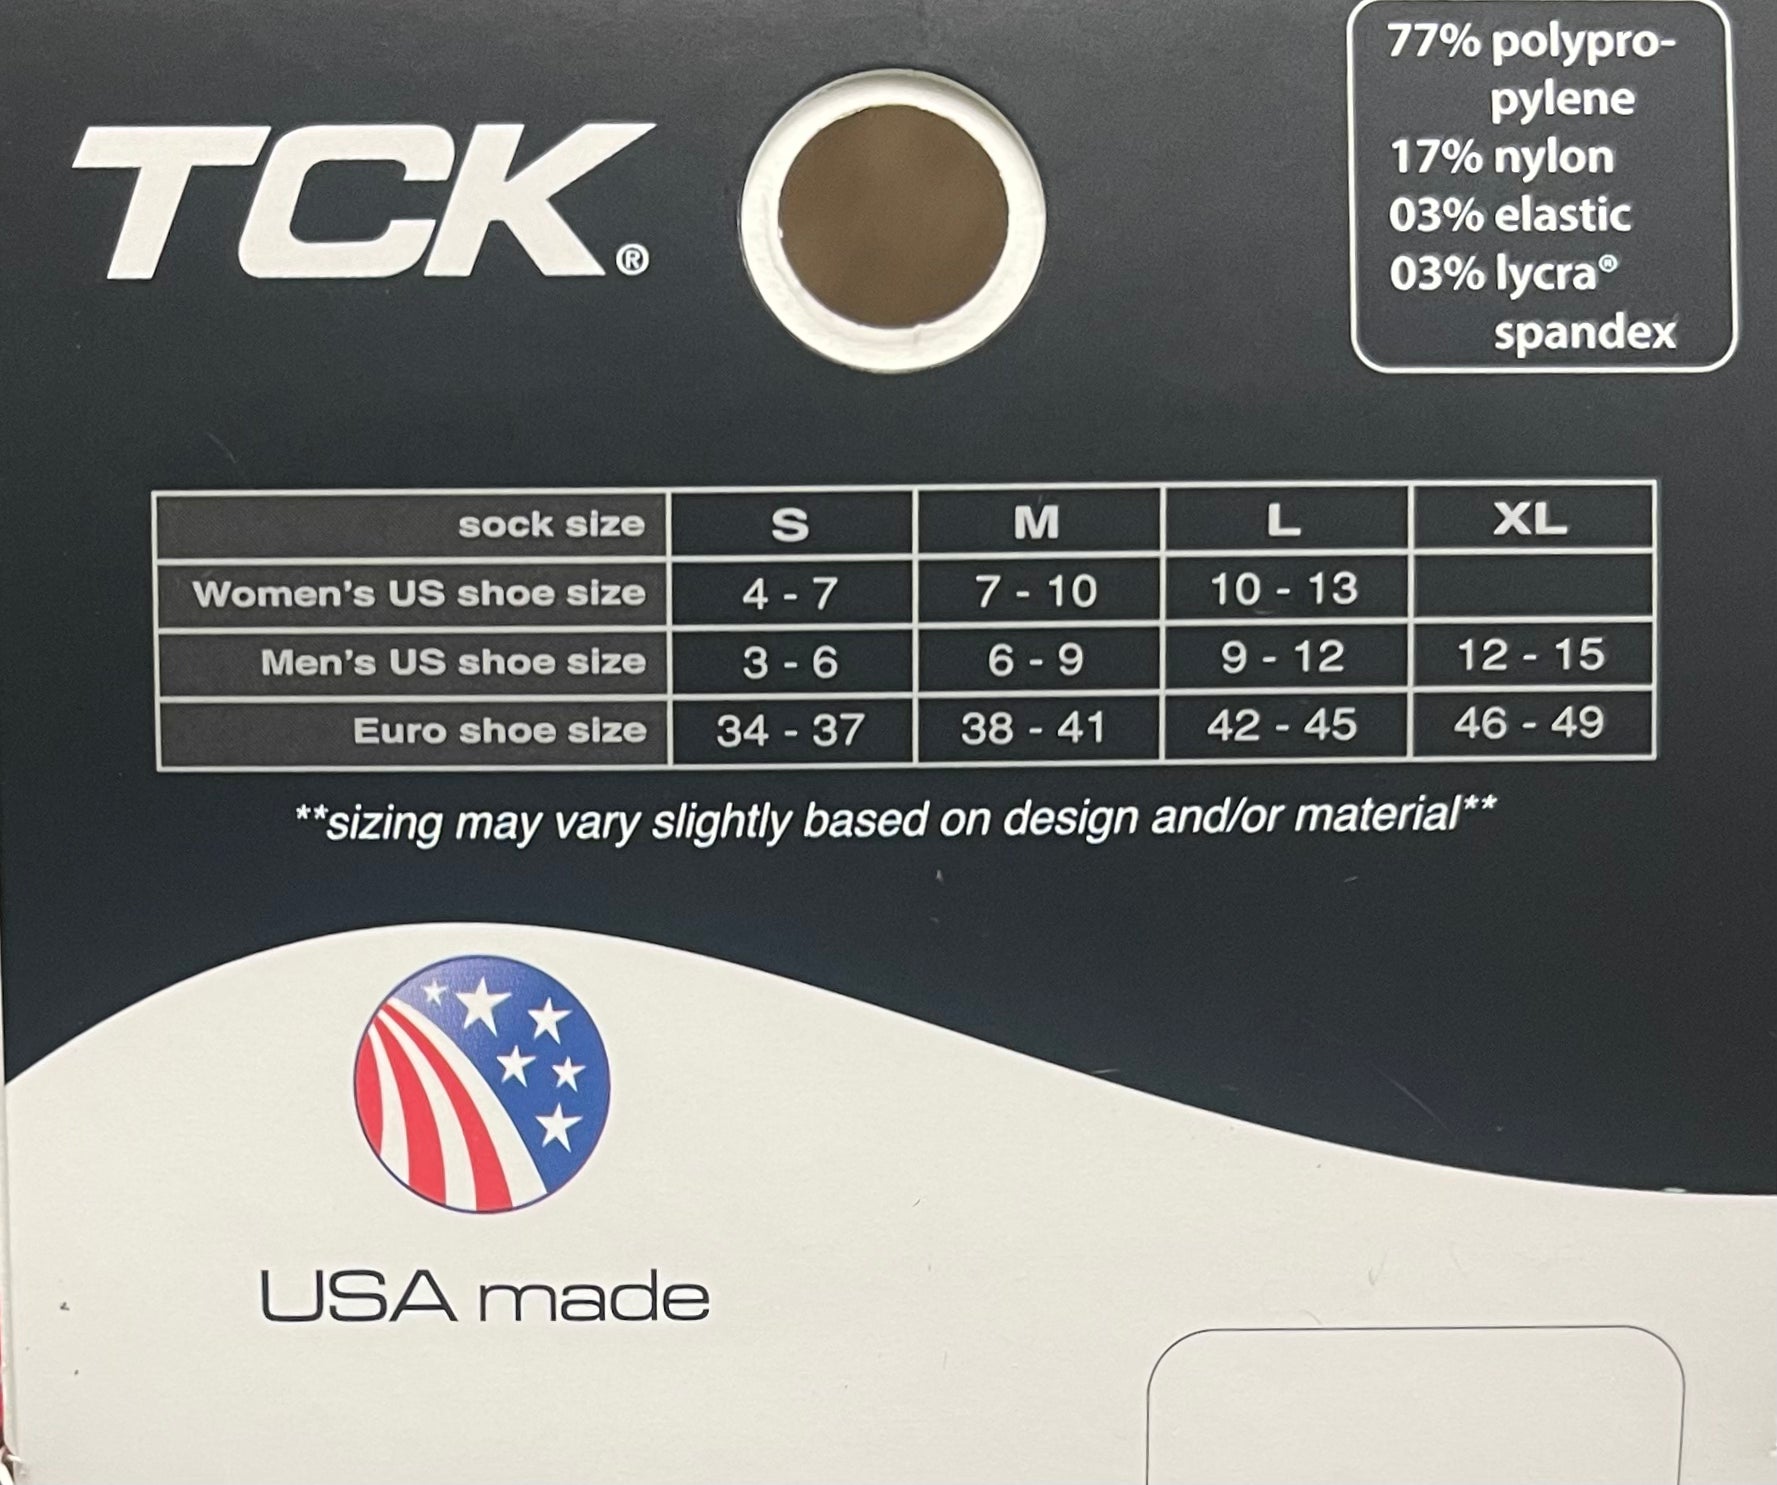 TCK®
77% polypro-
pylene
17% nylon
03% elastic
03% lycra®
spandex
sock size S M L XL
Women's US shoe size 4 - 7 7 - 10 10 - 13
Men's US shoe size 3 - 6 6 - 9 9 - 12 12 - 15
Euro shoe size 34 - 37 38 - 41 42 - 45 46 - 49
**sizing may vary slightly based on design and/or material**
USA made